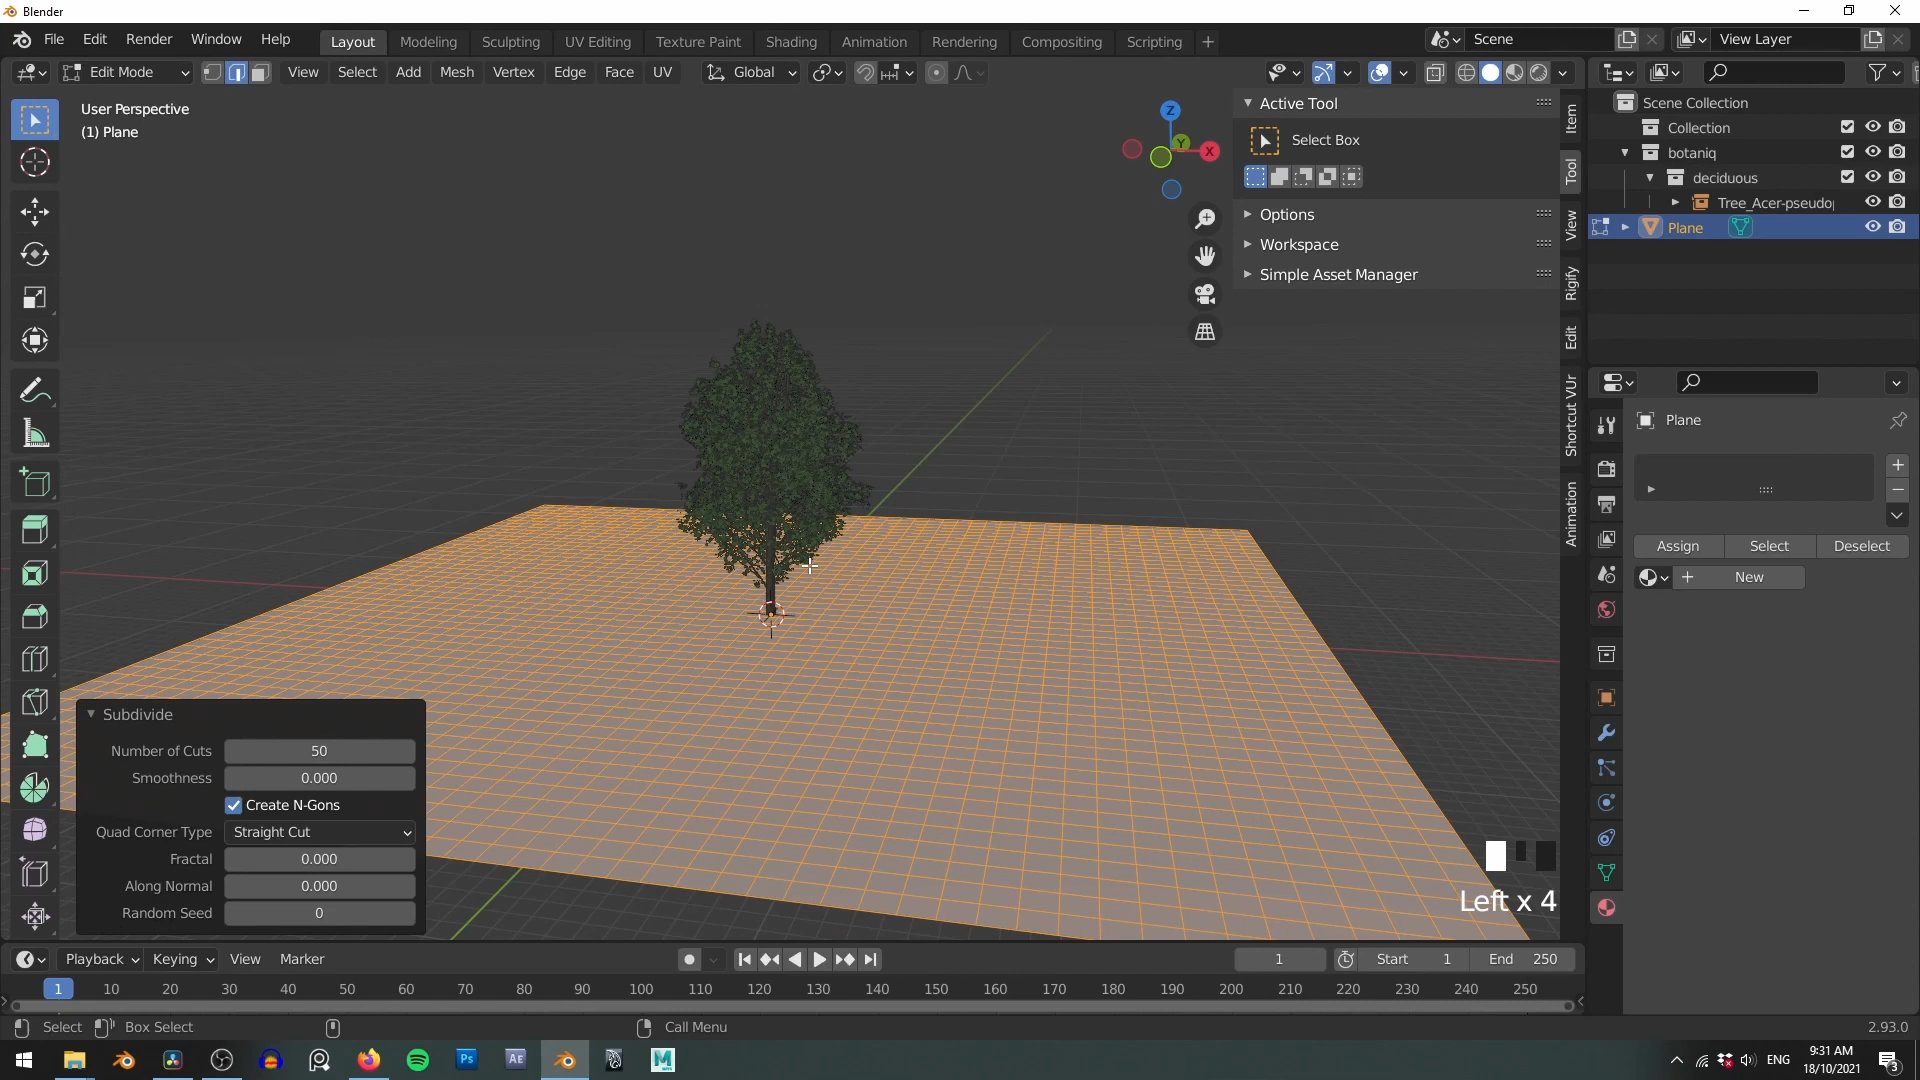 Blender
File Edit Render Window Help Layout Modeling Sculpting UV Editing Texture Paint Shading Animation Rendering Compositing Scripting + Scene View Layer
Edit Mode View Select Add Mesh Vertex Edge Face UV Global
User Perspective
(1) Plane
Z
Y
X
Active Tool
Select Box
Options
Workspace
Simple Asset Manager
Item
Tool
View
Rigify
Edit
Shortcut VUr
Animation
Scene Collection
Collection
botaniq
deciduous
Tree_Acer-pseudo
Plane
Plane
Assign Select Deselect
New
Subdivide
Number of Cuts 50
Smoothness 0.000
Create N-Gons
Quad Corner Type Straight Cut
Fractal 0.000
Along Normal 0.000
Random Seed 0
Left x 4
Playback Keying View Marker 1 Start 1 End 250
1 10 20 30 40 50 60 70 80 90 100 110 120 130 140 150 160 170 180 190 200 210 220 230 240 250
Select Box Select Call Menu 2.93.0
Ps Ae M ENG 9:31 AM
18/10/2021 3